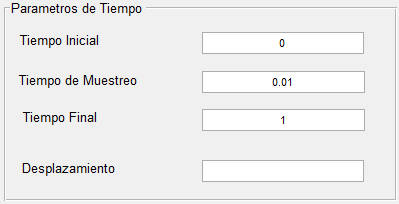 Parametros de Tiempo
Tiempo Inicial 0
Tiempo de Muestreo 0.01
Tiempo Final 1
Desplazamiento